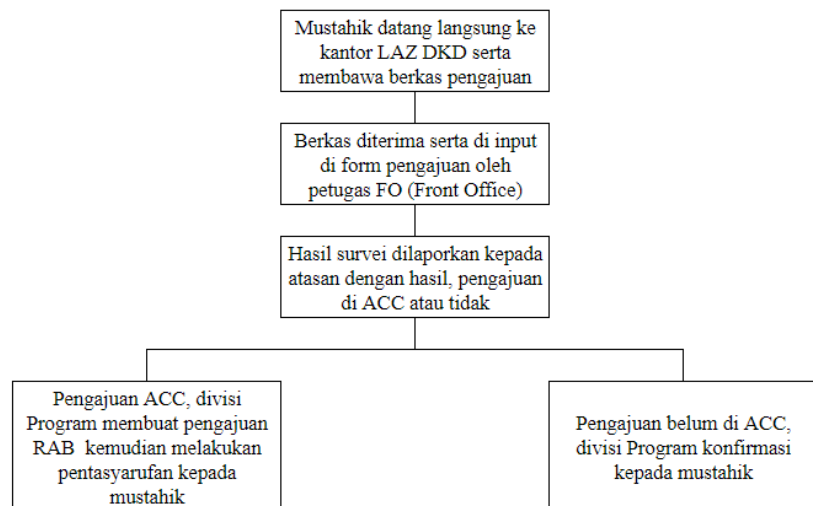 Mustahik datang langsung ke
kantor LAZ DKD serta
membawa berkas pengajuan
Berkas diterima serta di input
di form pengajuan oleh
petugas FO (Front Office)
Hasil survei dilaporkan kepada
atasan dengan hasil, pengajuan
di ACC atau tidak
Pengajuan ACC, divisi
Program membuat pengajuan
RAB kemudian melakukan
pentasyarufan kepada
mustahik
Pengajuan belum di ACC,
divisi Program konfirmasi
kepada mustahik